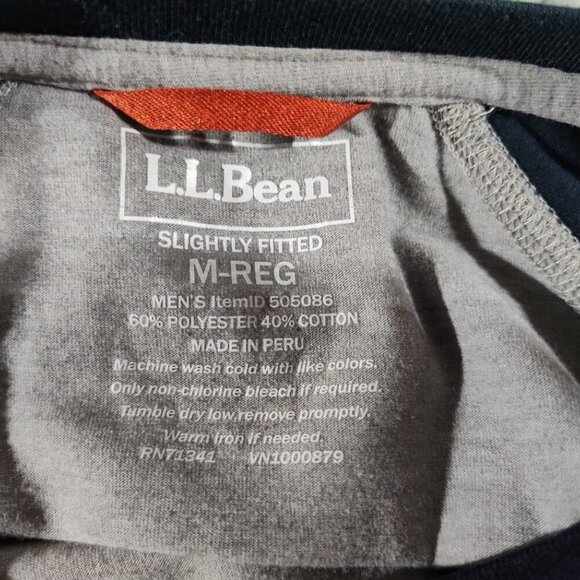 L.L.Bean
SLIGHTLY FITTED
M-REG
MEN'S ItemID 505086
60% POLYESTER 40% COTTON
MADE IN PERU
Machine wash cold with like colors.
Only non-chlorine bleach if required.
Tumble dry low,remove promptly.
Warm iron if needed.
RN71341 VN1000879